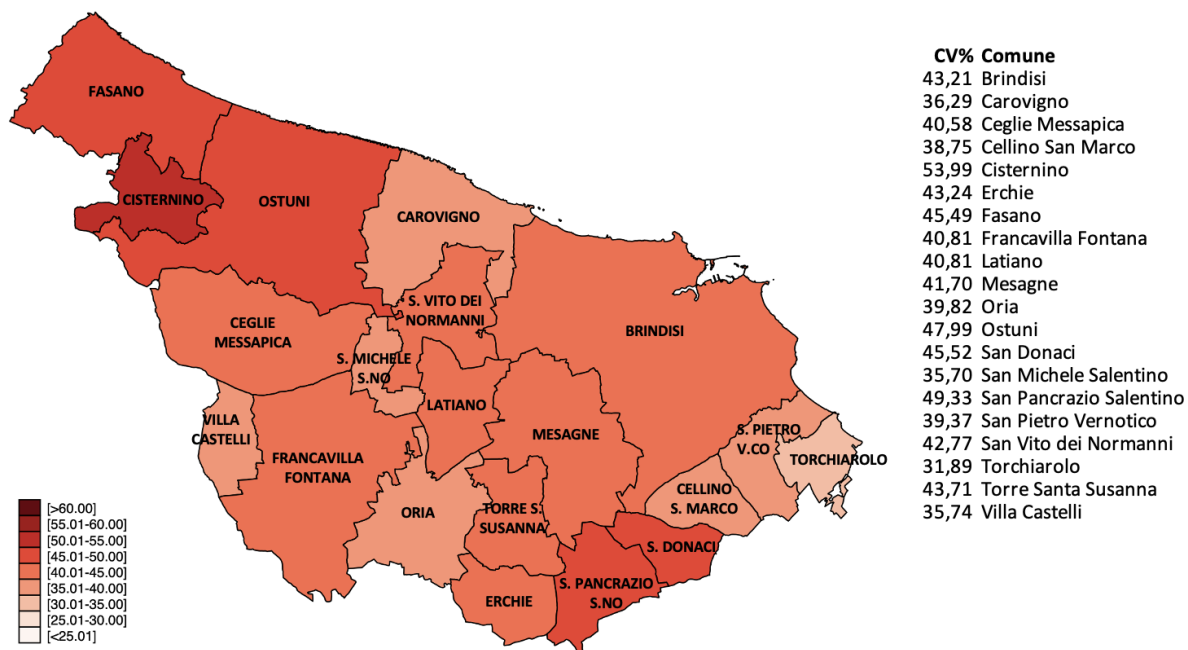 FASANO
CISTERNINO
OSTUNI
CAROVIGNO
S. VITO DEI
NORMANNI
CEGLIE
MESSAPICA
BRINDISI
S. MICHELE
S.NO
LATIANO
VILLA
CASTELLI
MESAGNE
S. PIETRO
V.CO
TORCHIAROLO
FRANCAVILLA
FONTANA
CELLINO
S. MARCO
ORIA
TORRE S.
SUSANNA
S. DONACI
S. PANCRAZIO
S.NO
ERCHIE
[>60.00]
[55.01-60.00]
[50.01-55.00]
[45.01-50.00]
[40.01-45.00]
[35.01-40.00]
[30.01-35.00]
[25.01-30.00]
[<25.01]
CV% Comune
43,21 Brindisi
36,29 Carovigno
40,58 Ceglie Messapica
38,75 Cellino San Marco
53,99 Cisternino
43,24 Erchie
45,49 Fasano
40,81 Francavilla Fontana
40,81 Latiano
41,70 Mesagne
39,82 Oria
47,99 Ostuni
45,52 San Donaci
35,70 San Michele Salentino
49,33 San Pancrazio Salentino
39,37 San Pietro Vernotico
42,77 San Vito dei Normanni
31,89 Torchiarolo
43,71 Torre Santa Susanna
35,74 Villa Castelli